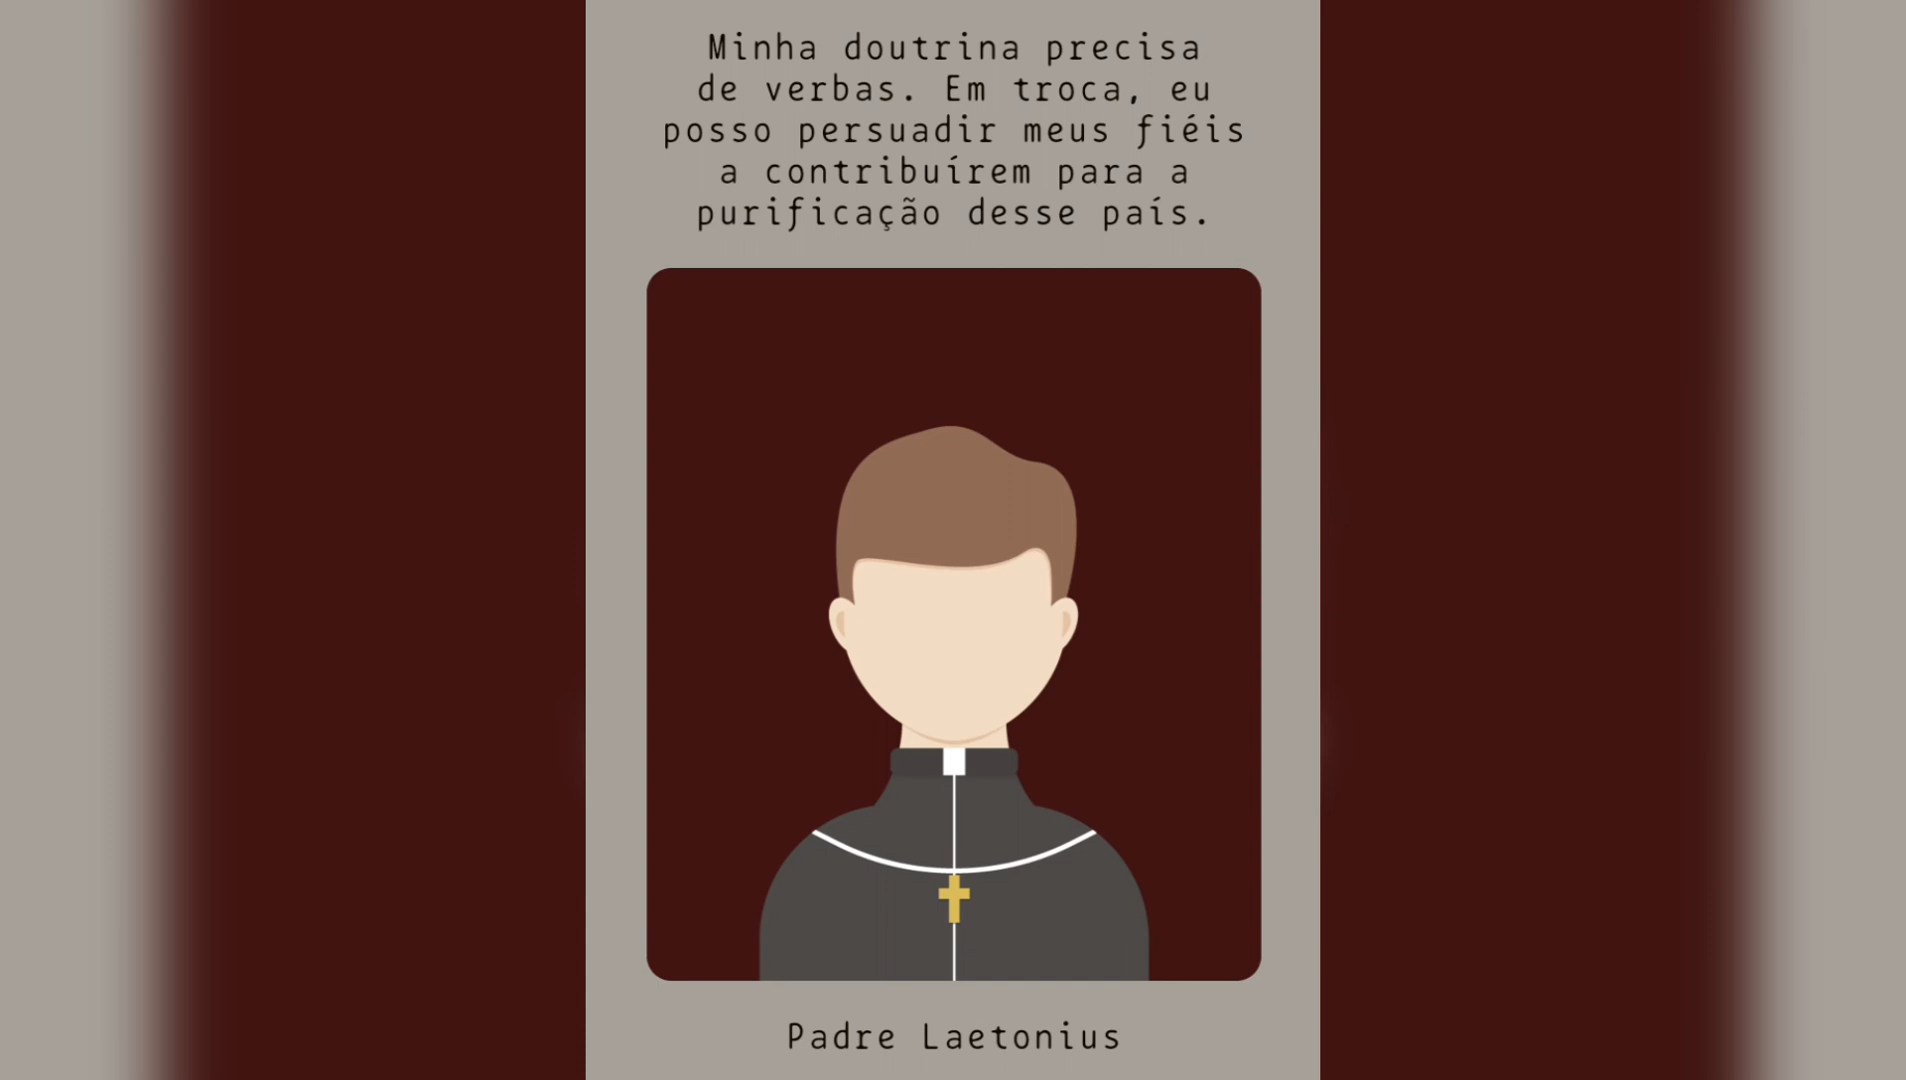 Minha doutrina precisa
de verbas. Em troca, eu
posso persuadir meus fiéis
a contribuírem para a
purificação desse país.
Padre Laetonius